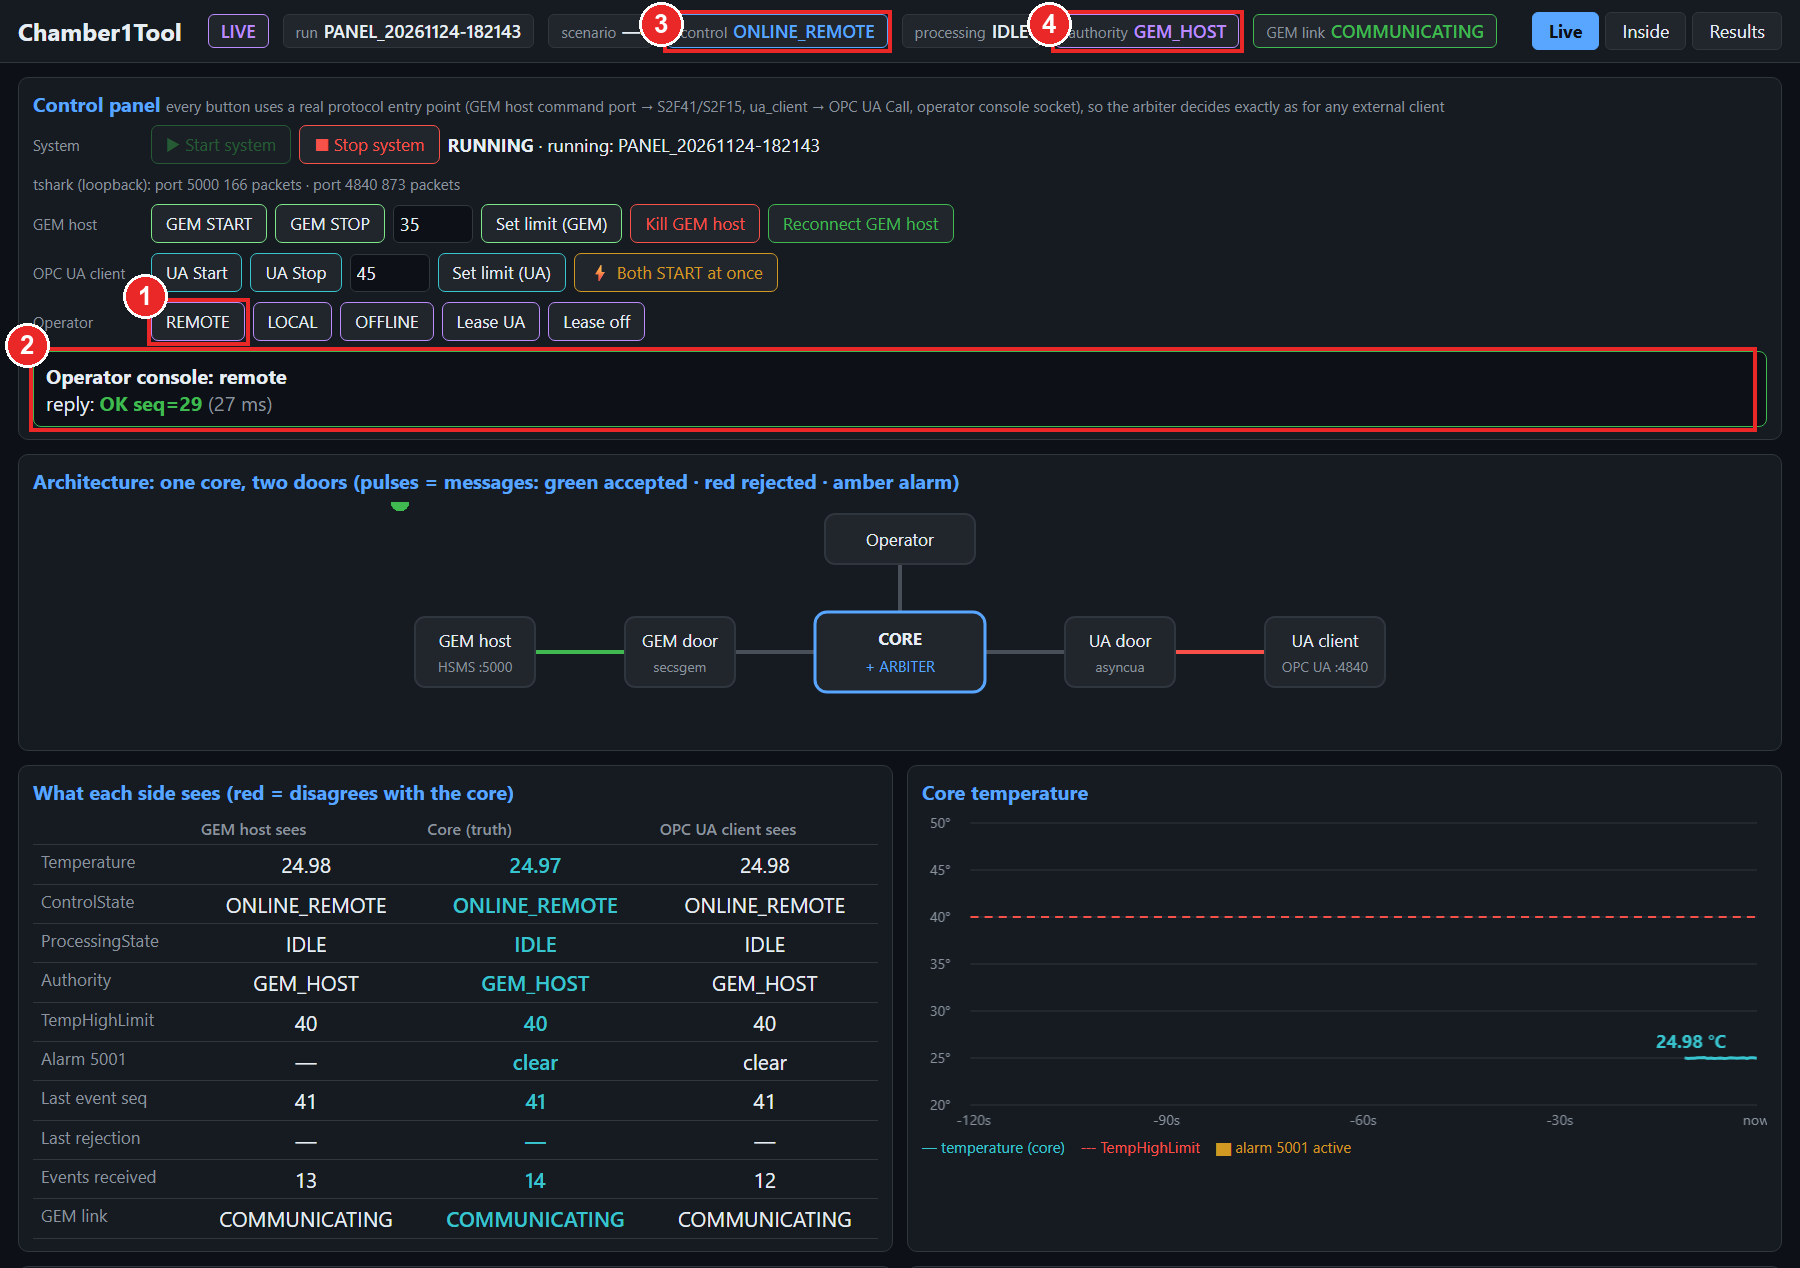 Chamber1Tool LIVE run PANEL_20261124-182143 scenario — 3 control ONLINE_REMOTE processing IDLE 4 authority GEM_HOST GEM link COMMUNICATING Live Inside Results
Control panel every button uses a real protocol entry point (GEM host command port → S2F41/S2F15, ua_client → OPC UA Call, operator console socket), so the arbiter decides exactly as for any external client
System ▶ Start system ■ Stop system RUNNING · running: PANEL_20261124-182143
tshark (loopback): port 5000 166 packets · port 4840 873 packets
GEM host GEM START GEM STOP 35 Set limit (GEM) Kill GEM host Reconnect GEM host
OPC UA client UA Start UA Stop 45 Set limit (UA) ⚡ Both START at once
1
Operator REMOTE LOCAL OFFLINE Lease UA Lease off
2
Operator console: remote
reply: OK seq=29 (27 ms)
Architecture: one core, two doors (pulses = messages: green accepted · red rejected · amber alarm)
Operator
GEM host GEM door CORE UA door UA client
HSMS :5000 secsgem + ARBITER asyncua OPC UA :4840
What each side sees (red = disagrees with the core)
GEM host sees Core (truth) OPC UA client sees
Temperature 24.98 24.97 24.98
ControlState ONLINE_REMOTE ONLINE_REMOTE ONLINE_REMOTE
ProcessingState IDLE IDLE IDLE
Authority GEM_HOST GEM_HOST GEM_HOST
TempHighLimit 40 40 40
Alarm 5001 — clear clear
Last event seq 41 41 41
Last rejection — — —
Events received 13 14 12
GEM link COMMUNICATING COMMUNICATING COMMUNICATING
Core temperature
50°
45°
40°
35°
30°
24.98 °C
25°
20°
-120s -90s -60s -30s now
— temperature (core) --- TempHighLimit alarm 5001 active